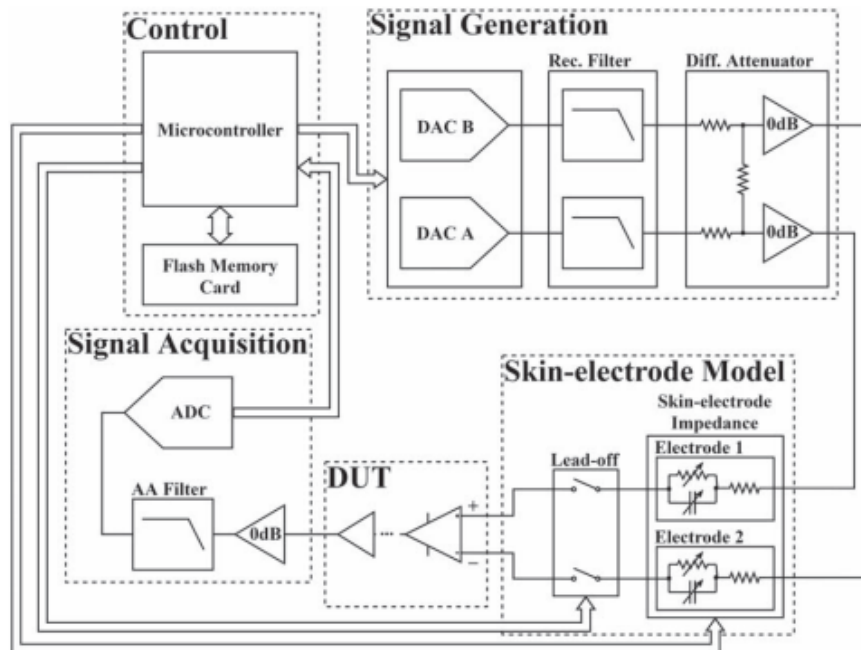 Control
Microcontroller
Flash Memory
Card
Signal Generation
Rec. Filter
Diff. Attenuator
DAC B
0dB
DAC A
0dB
Signal Acquisition
ADC
AA Filter
0dB
DUT
+
−
Skin-electrode Model
Skin-electrode
Impedance
Lead-off
Electrode 1
Electrode 2